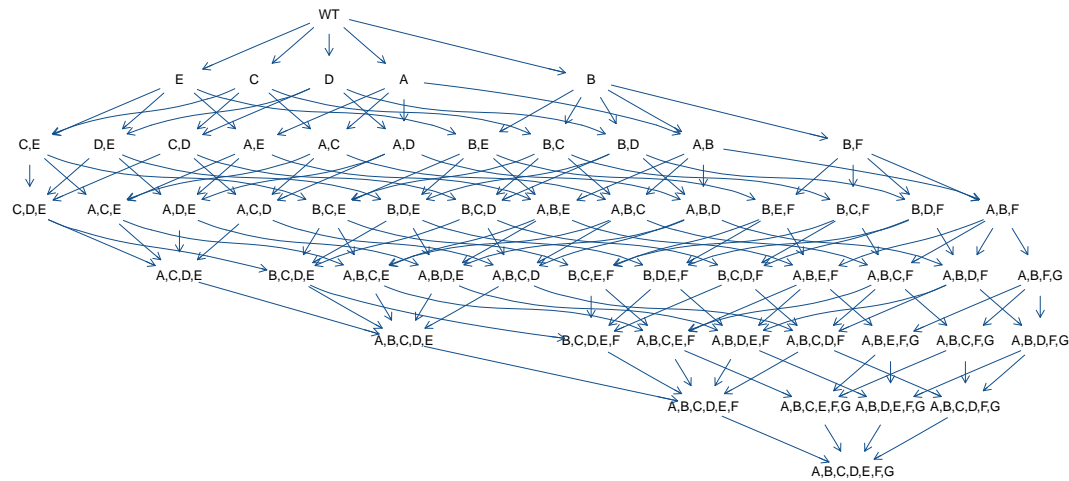 WT
E C D A B
C,E D,E C,D A,E A,C A,D B,E B,C B,D A,B B,F
C,D,E A,C,E A,D,E A,C,D B,C,E B,D,E B,C,D A,B,E A,B,C A,B,D B,E,F B,C,F B,D,F A,B,F
A,C,D,E B,C,D,E A,B,C,E A,B,D,E A,B,C,D B,C,E,F B,D,E,F B,C,D,F A,B,E,F A,B,C,F A,B,D,F A,B,F,G
A,B,C,D,E B,C,D,E,F A,B,C,E,F A,B,D,E,F A,B,C,D,F A,B,E,F,G A,B,C,F,G A,B,D,F,G
A,B,C,D,E,F A,B,C,E,F,G A,B,D,E,F,G A,B,C,D,F,G
A,B,C,D,E,F,G